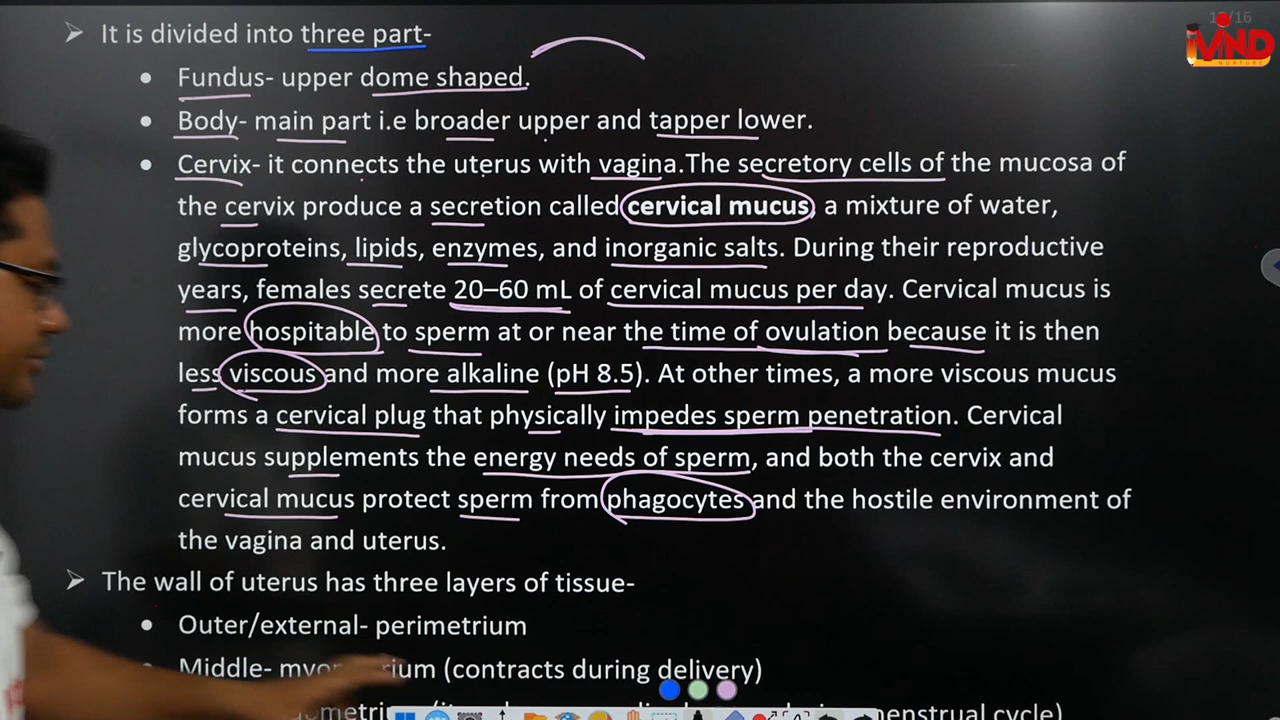 ➢ It is divided into three part-
• Fundus- upper dome shaped.
• Body- main part i.e broader upper and tapper lower.
• Cervix- it connects the uterus with vagina.The secretory cells of the mucosa of
the cervix produce a secretion called cervical mucus, a mixture of water,
glycoproteins, lipids, enzymes, and inorganic salts. During their reproductive
years, females secrete 20–60 mL of cervical mucus per day. Cervical mucus is
more hospitable to sperm at or near the time of ovulation because it is then
less viscous and more alkaline (pH 8.5). At other times, a more viscous mucus
forms a cervical plug that physically impedes sperm penetration. Cervical
mucus supplements the energy needs of sperm, and both the cervix and
cervical mucus protect sperm from phagocytes and the hostile environment of
the vagina and uterus.
➢ The wall of uterus has three layers of tissue-
• Outer/external- perimetrium
• Middle- (contracts during delivery)
menstrual cycle)
/16
MIND
NURTURE